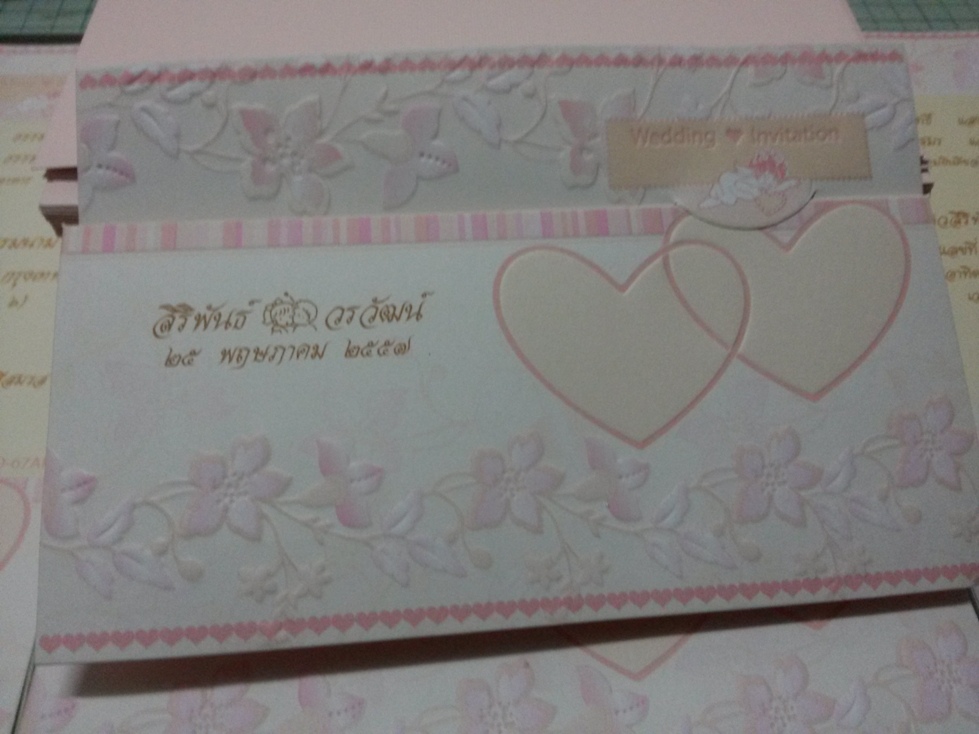 Wedding Invitation
สิริพันธ์ วรวัฒน์
๒๕ พฤษภาคม ๒๕๕๗